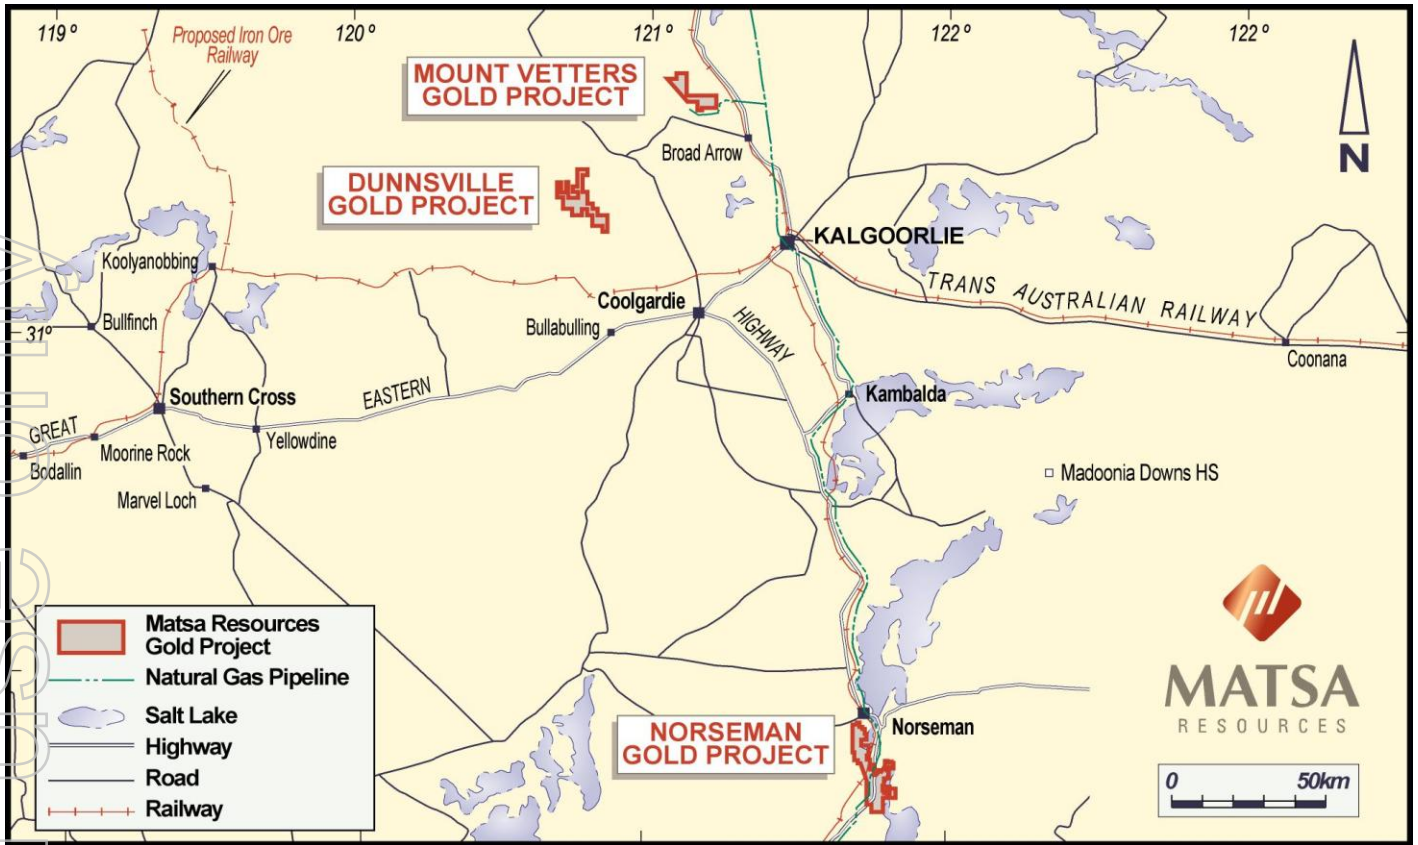 119°
120°
121°
122°
122°
Proposed Iron Ore
Railway
MOUNT VETTERS
GOLD PROJECT
N
Broad Arrow
DUNNSVILLE
GOLD PROJECT
KALGOORLIE
Koolyanobbing
TRANS AUSTRALIAN RAILWAY
Coolgardie
Bullfinch
31°
Bullabulling
HIGHWAY
Coonana
Southern Cross
EASTERN
Kambalda
GREAT
Yellowdine
Moorine Rock
Bodallin
Madoonia Downs HS
Marvel Loch
Matsa Resources
Gold Project
Natural Gas Pipeline
Salt Lake
Highway
Road
Railway
NORSEMAN
GOLD PROJECT
Norseman
MATSA
RESOURCES
0 50km